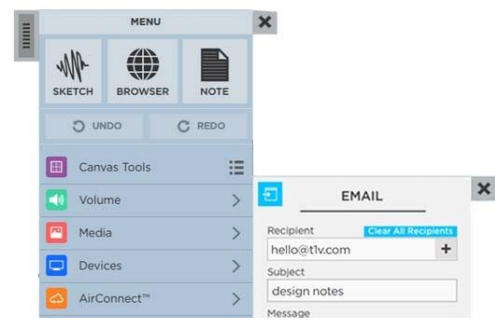 MENU
SKETCH BROWSER NOTE
UNDO REDO
Canvas Tools
Volume
Media
Devices
AirConnect™
EMAIL
Recipient Clear All Recipients
hello@t1v.com
Subject
design notes
Message